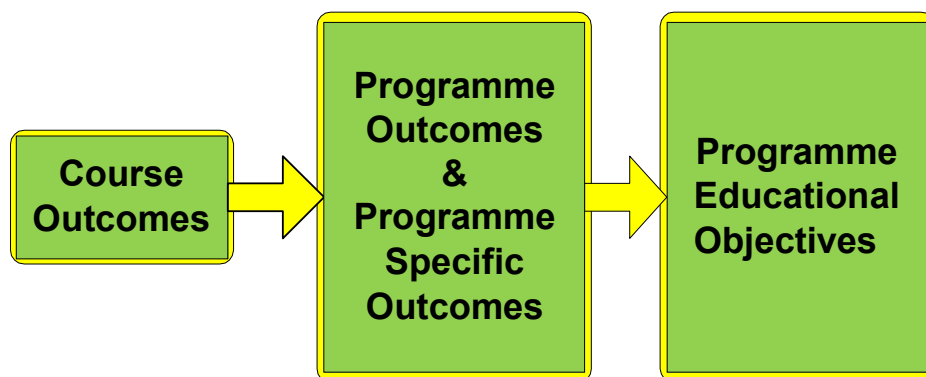 Course
Outcomes
Programme
Outcomes
&
Programme
Specific
Outcomes
Programme
Educational
Objectives